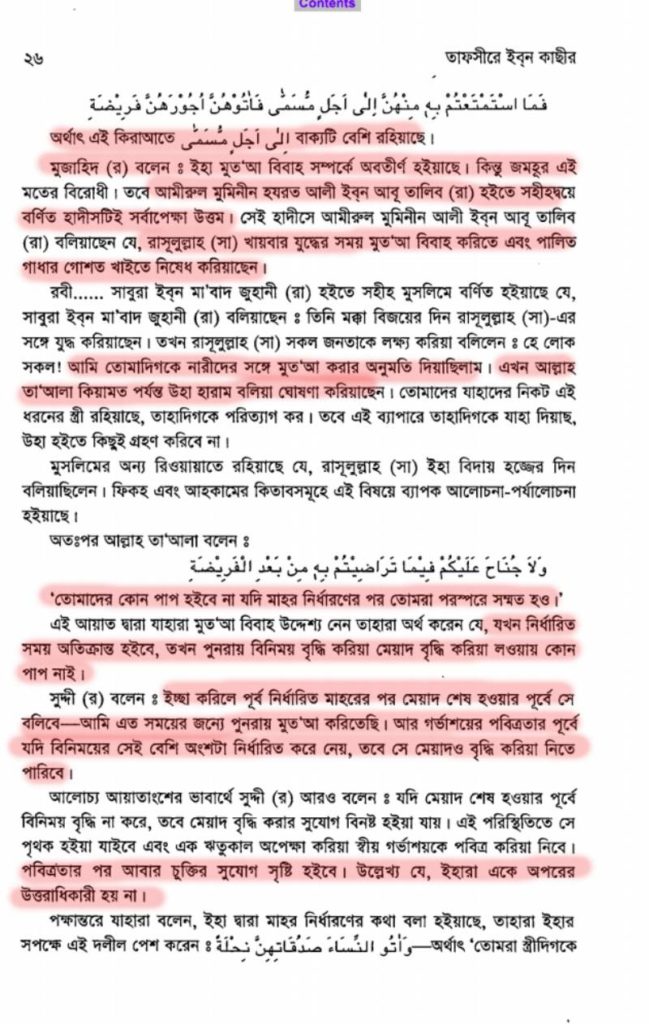 Contents
২৬
তাফসীরে ইব্‌ন কাছীর
فَمَا اسْتَمْتَعْتُمْ بِهِ مِنْهُنَّ اِلٰى اَجَلٍ مُّسَمًّى فَاٰتُوْهُنَّ اُجُوْرَهُنَّ فَرِيْضَةً
অর্থাৎ এই কিরাআতে اِلٰى اَجَلٍ مُّسَمًّى বাক্যটি বেশি রহিয়াছে।
মুজাহিদ (র) বলেন ঃ ইহা মুত‘আ বিবাহ সম্পর্কে অবতীর্ণ হইয়াছে। কিন্তু জমহূর এই
মতের বিরোধী। তবে আমীরুল মুমিনীন হযরত আলী ইব্‌ন আবূ তালিব (রা) হইতে সহীহদ্বয়ে
বর্ণিত হাদীসটিই সর্বাপেক্ষা উত্তম। সেই হাদীসে আমীরুল মুমিনীন আলী ইব্‌ন আবূ তালিব
(রা) বলিয়াছেন যে, রাসূলুল্লাহ (সা) খায়বার যুদ্ধের সময় মুত‘আ বিবাহ করিতে এবং পালিত
গাধার গোশত খাইতে নিষেধ করিয়াছেন।
রবী...... সাবুরা ইব্‌ন মা‘বাদ জুহানী (রা) হইতে সহীহ মুসলিমে বর্ণিত হইয়াছে যে,
সাবুরা ইব্‌ন মা‘বাদ জুহানী (রা) বলিয়াছেন ঃ তিনি মক্কা বিজয়ের দিন রাসূলুল্লাহ (সা)-এর
সঙ্গে যুদ্ধ করিয়াছেন। তখন রাসূলুল্লাহ (সা) সকল জনতাকে লক্ষ্য করিয়া বলিলেন ঃ হে লোক
সকল! আমি তোমাদিগকে নারীদের সঙ্গে মুত‘আ করার অনুমতি দিয়াছিলাম। এখন আল্লাহ
তা‘আলা কিয়ামত পর্যন্ত উহা হারাম বলিয়া ঘোষণা করিয়াছেন। তোমাদের যাহাদের নিকট এই
ধরনের স্ত্রী রহিয়াছে, তাহাদিগকে পরিত্যাগ কর। তবে এই ব্যাপারে তাহাদিগকে যাহা দিয়াছ,
উহা হইতে কিছুই গ্রহণ করিবে না।
মুসলিমের অন্য রিওয়ায়াতে রহিয়াছে যে, রাসূলুল্লাহ (সা) ইহা বিদায় হজ্জের দিন
বলিয়াছিলেন। ফিকহ এবং আহকামের কিতাবসমূহে এই বিষয়ে ব্যাপক আলোচনা-পর্যালোচনা
হইয়াছে।
অতঃপর আল্লাহ তা‘আলা বলেন ঃ
وَلاَ جُنَاحَ عَلَيْكُمْ فِيْمَا تَرَاضَيْتُمْ بِهِ مِنْ بَعْدِ الْفَرِيْضَةِ
‘তোমাদের কোন পাপ হইবে না যদি মাহর নির্ধারণের পর তোমরা পরস্পরে সম্মত হও।’
এই আয়াত দ্বারা যাহারা মুত‘আ বিবাহ উদ্দেশ্য নেন তাহারা অর্থ করেন যে, যখন নির্ধারিত
সময় অতিক্রান্ত হইবে, তখন পুনরায় বিনিময় বৃদ্ধি করিয়া মেয়াদ বৃদ্ধি করিয়া লওয়ায় কোন
পাপ নাই।
সুদ্দী (র) বলেন ঃ ইচ্ছা করিলে পূর্ব নির্ধারিত মাহরের পর মেয়াদ শেষ হওয়ার পূর্বে সে
বলিবে—আমি এত সময়ের জন্যে পুনরায় মুত‘আ করিতেছি। আর গর্ভাশয়ের পবিত্রতার পূর্বে
যদি বিনিময়ের সেই বেশি অংশটা নির্ধারিত করে নেয়, তবে সে মেয়াদও বৃদ্ধি করিয়া নিতে
পারিবে।
আলোচ্য আয়াতাংশের ভাবার্থে সুদ্দী (র) আরও বলেন ঃ যদি মেয়াদ শেষ হওয়ার পূর্বে
বিনিময় বৃদ্ধি না করে, তবে মেয়াদ বৃদ্ধি করার সুযোগ বিনষ্ট হইয়া যায়। এই পরিস্থিতিতে সে
পৃথক হইয়া যাইবে এবং এক ঋতুকাল অপেক্ষা করিয়া স্বীয় গর্ভাশয়কে পবিত্র করিয়া নিবে।
পবিত্রতার পর আবার চুক্তির সুযোগ সৃষ্টি হইবে। উল্লেখ্য যে, ইহারা একে অপরের
উত্তরাধিকারী হয় না।
পক্ষান্তরে যাহারা বলেন, ইহা দ্বারা মাহর নির্ধারণের কথা বলা হইয়াছে, তাহারা ইহার
সপক্ষে এই দলীল পেশ করেন ঃ وَاٰتُو النِّسَاءَ صَدُقَاتِهِنَّ نِحْلَةً—অর্থাৎ ‘তোমরা স্ত্রীদিগকে